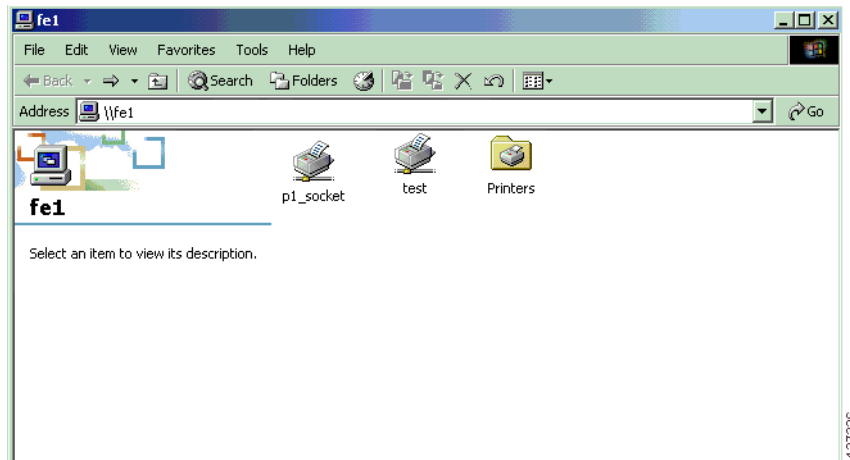 fe1
File Edit View Favorites Tools Help
Back Search Folders
Address \\fe1 Go
p1_socket test Printers
fe1
Select an item to view its description.